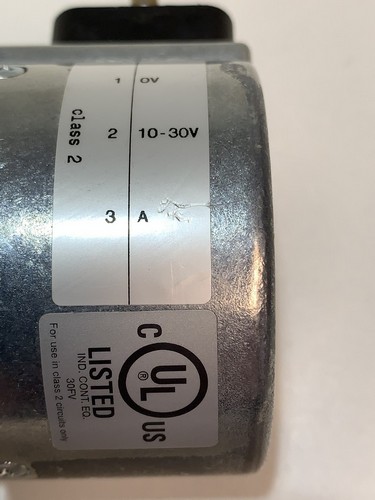 1 0V
2 10-30V
3 A
class 2
C UL US
®
LISTED
IND. CONT. EQ.
30FV
For use in class 2 circuits only